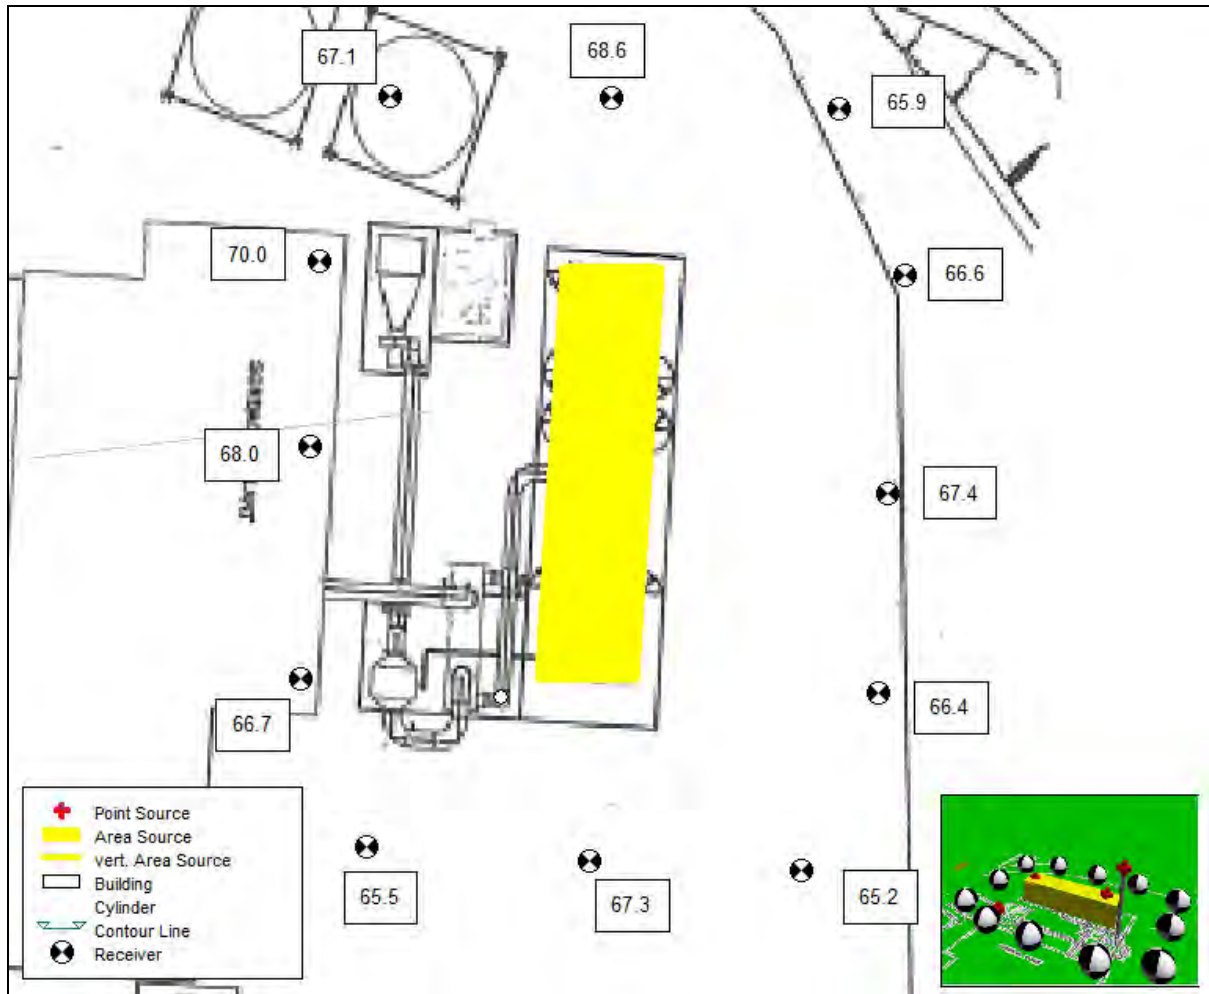 67.1
68.6
65.9
70.0
66.6
68.0
67.4
66.7
66.4
65.5
67.3
65.2
Point Source
Area Source
vert. Area Source
Building
Cylinder
Contour Line
Receiver